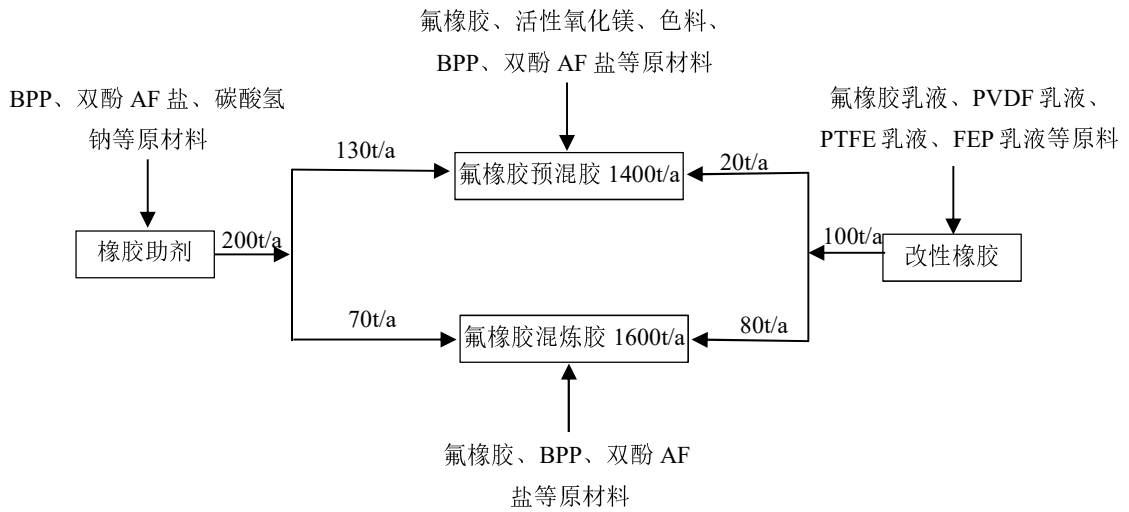 氟橡胶、活性氧化镁、色料、
BPP、双酚 AF 盐等原材料
BPP、双酚 AF 盐、碳酸氢
钠等原材料
氟橡胶乳液、PVDF 乳液、
PTFE 乳液、FEP 乳液等原料
130t/a
氟橡胶预混胶 1400t/a
20t/a
橡胶助剂
200t/a
100t/a
改性橡胶
70t/a
氟橡胶混炼胶 1600t/a
80t/a
氟橡胶、BPP、双酚 AF
盐等原材料